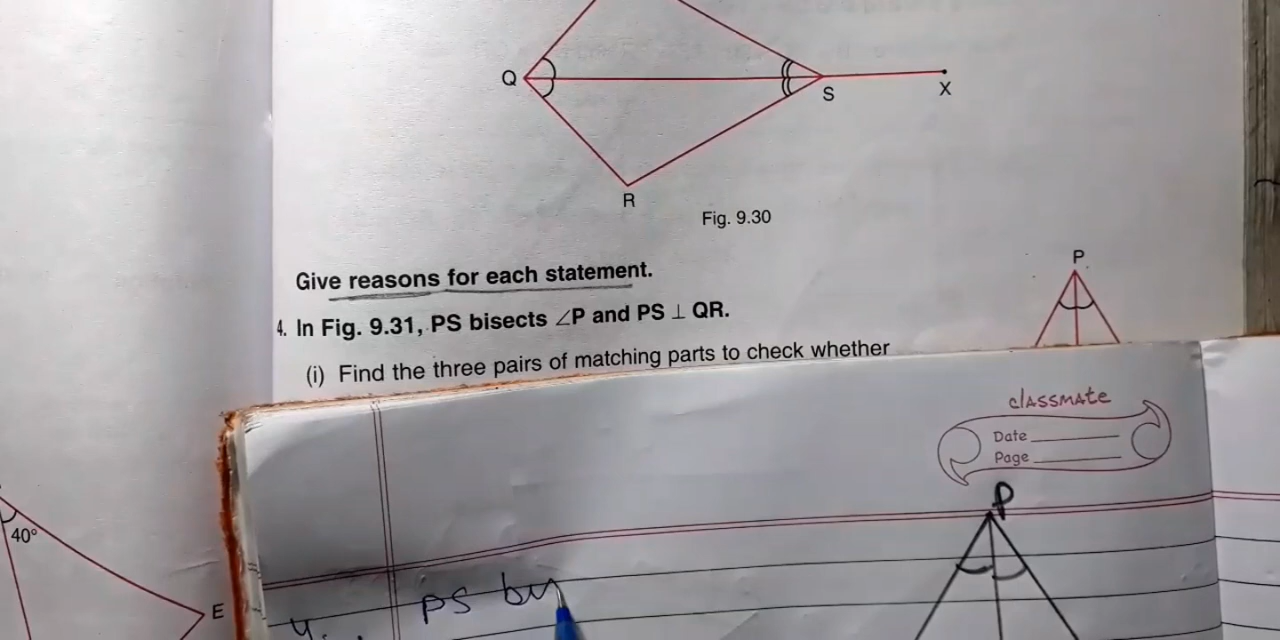 Q
S
X
R
Fig. 9.30
Give reasons for each statement.
P
4. In Fig. 9.31, PS bisects ∠P and PS ⊥ QR.
(i) Find the three pairs of matching parts to check whether
classmate
Date
Page
P
40°
E
PS